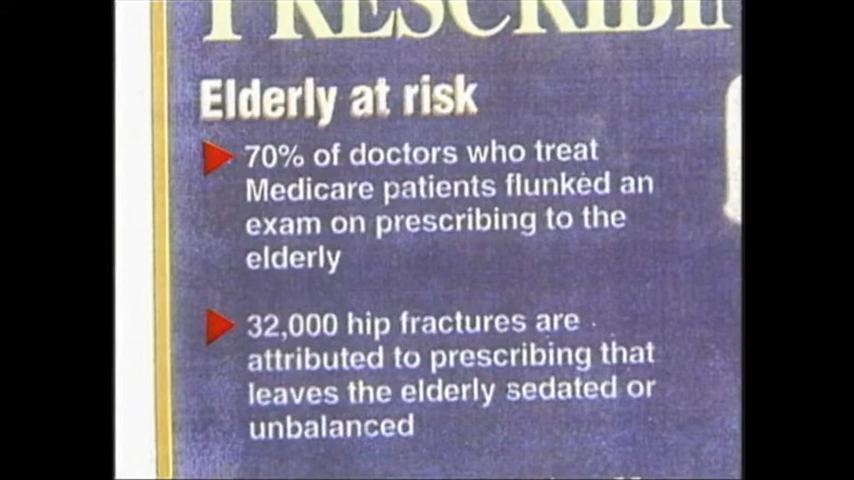 PRESCRIBIN
Elderly at risk
70% of doctors who treat
Medicare patients flunked an
exam on prescribing to the
elderly
32,000 hip fractures are
attributed to prescribing that
leaves the elderly sedated or
unbalanced